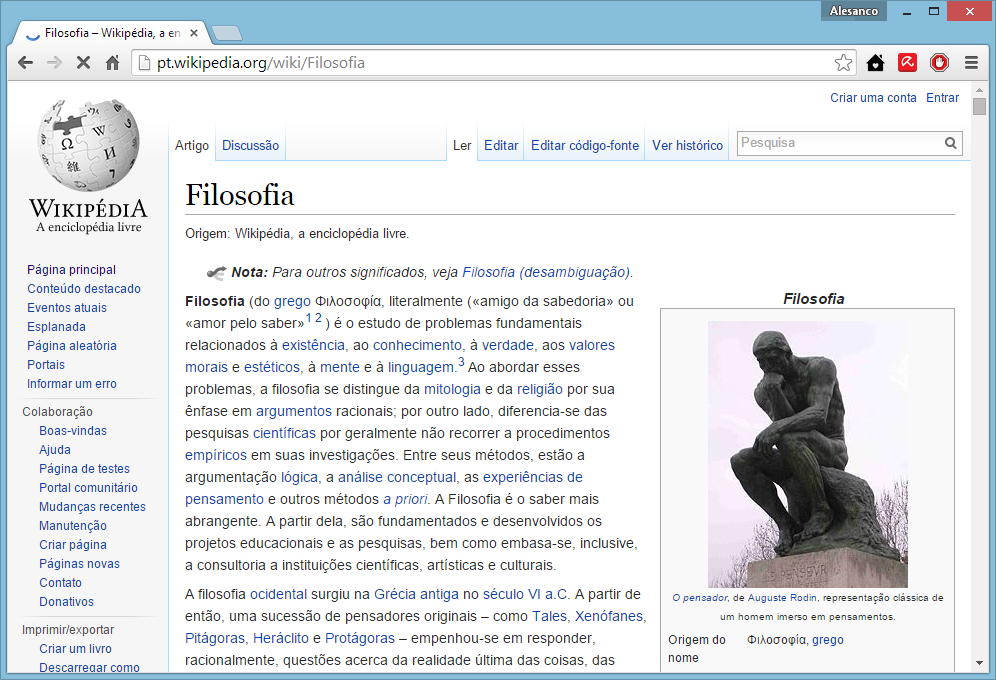 Alesanco
Filosofia – Wikipédia, a en
pt.wikipedia.org/wiki/Filosofia
Criar uma conta Entrar
Artigo Discussão Ler Editar Editar código-fonte Ver histórico Pesquisa
WIKIPÉDIA
A enciclopédia livre
Página principal
Conteúdo destacado
Eventos atuais
Esplanada
Página aleatória
Portais
Informar um erro
Colaboração
Boas-vindas
Ajuda
Página de testes
Portal comunitário
Mudanças recentes
Manutenção
Criar página
Páginas novas
Contato
Donativos
Imprimir/exportar
Criar um livro
Descarregar como
Filosofia
Origem: Wikipédia, a enciclopédia livre.
Nota: Para outros significados, veja Filosofia (desambiguação).
Filosofia (do grego Φιλοσοφία, literalmente («amigo da sabedoria» ou
«amor pelo saber»1 2 ) é o estudo de problemas fundamentais
relacionados à existência, ao conhecimento, à verdade, aos valores
morais e estéticos, à mente e à linguagem.3 Ao abordar esses
problemas, a filosofia se distingue da mitologia e da religião por sua
ênfase em argumentos racionais; por outro lado, diferencia-se das
pesquisas científicas por geralmente não recorrer a procedimentos
empíricos em suas investigações. Entre seus métodos, estão a
argumentação lógica, a análise conceptual, as experiências de
pensamento e outros métodos a priori. A Filosofia é o saber mais
abrangente. A partir dela, são fundamentados e desenvolvidos os
projetos educacionais e as pesquisas, bem como embasa-se, inclusive,
a consultoria a instituições científicas, artísticas e culturais.
A filosofia ocidental surgiu na Grécia antiga no século VI a.C. A partir de
então, uma sucessão de pensadores originais – como Tales, Xenófanes,
Pitágoras, Heráclito e Protágoras – empenhou-se em responder,
racionalmente, questões acerca da realidade última das coisas, das
Filosofia
O pensador, de Auguste Rodin, representação clássica de
um homem imerso em pensamentos.
Origem do Φιλοσοφία, grego
nome